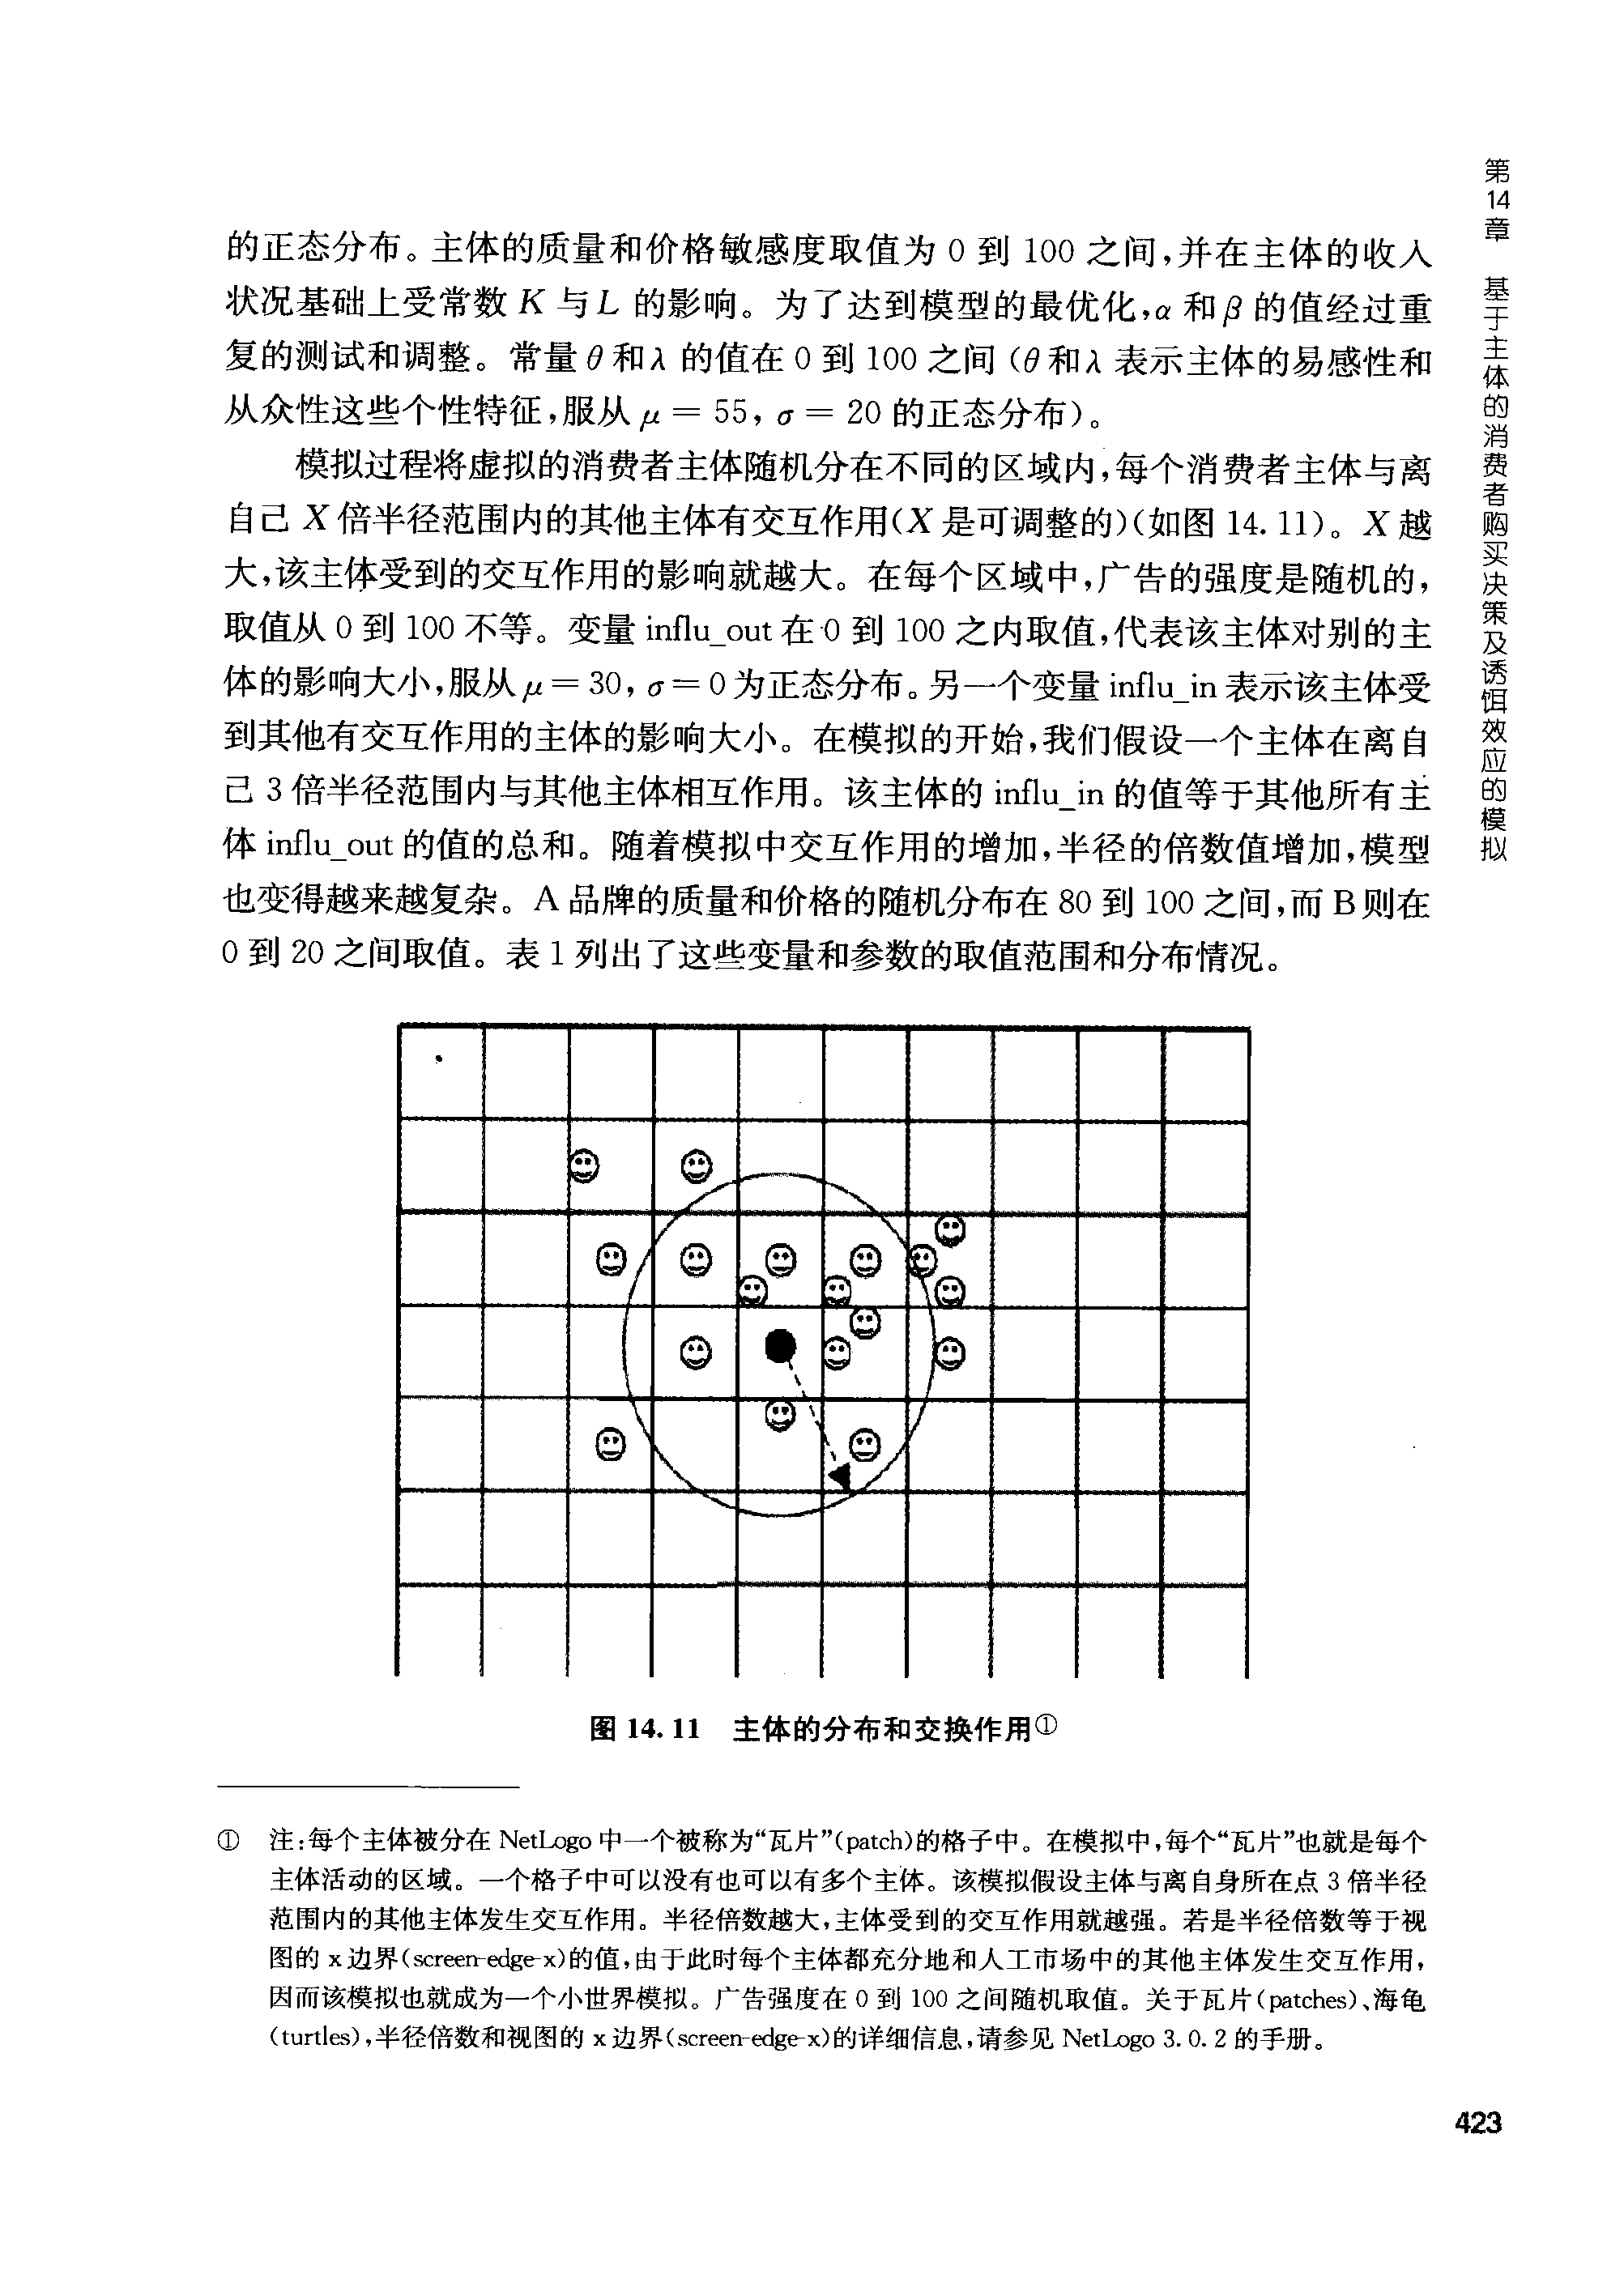 第14章 基于主体的消费者购买决策及诱饵效应的模拟
的正态分布。主体的质量和价格敏感度取值为 0 到 100 之间,并在主体的收入
状况基础上受常数 K 与 L 的影响。为了达到模型的最优化,α 和 β 的值经过重
复的测试和调整。常量 θ 和 λ 的值在 0 到 100 之间 (θ 和 λ 表示主体的易感性和
从众性这些个性特征,服从 μ = 55, σ = 20 的正态分布)。
模拟过程将虚拟的消费者主体随机分在不同的区域内,每个消费者主体与离
自己 X 倍半径范围内的其他主体有交互作用(X 是可调整的)(如图 14.11)。X 越
大,该主体受到的交互作用的影响就越大。在每个区域中,广告的强度是随机的,
取值从 0 到 100 不等。变量 influ_out 在 0 到 100 之内取值,代表该主体对别的主
体的影响大小,服从 μ = 30, σ = 0 为正态分布。另一个变量 influ_in 表示该主体受
到其他有交互作用的主体的影响大小。在模拟的开始,我们假设一个主体在离自
己 3 倍半径范围内与其他主体相互作用。该主体的 influ_in 的值等于其他所有主
体 influ_out 的值的总和。随着模拟中交互作用的增加,半径的倍数值增加,模型
也变得越来越复杂。A 品牌的质量和价格的随机分布在 80 到 100 之间,而 B 则在
0 到 20 之间取值。表 1 列出了这些变量和参数的取值范围和分布情况。
图 14.11 主体的分布和交换作用①
① 注:每个主体被分在 NetLogo 中一个被称为“瓦片”(patch)的格子中。在模拟中,每个“瓦片”也就是每个
主体活动的区域。一个格子中可以没有也可以有多个主体。该模拟假设主体与离自身所在点 3 倍半径
范围内的其他主体发生交互作用。半径倍数越大,主体受到的交互作用就越强。若是半径倍数等于视
图的 x 边界(screen-edge-x)的值,由于此时每个主体都充分地和人工市场中的其他主体发生交互作用,
因而该模拟也就成为一个小世界模拟。广告强度在 0 到 100 之间随机取值。关于瓦片(patches)、海龟
(turtles),半径倍数和视图的 x 边界(screen-edge-x)的详细信息,请参见 NetLogo 3.0.2 的手册。
423